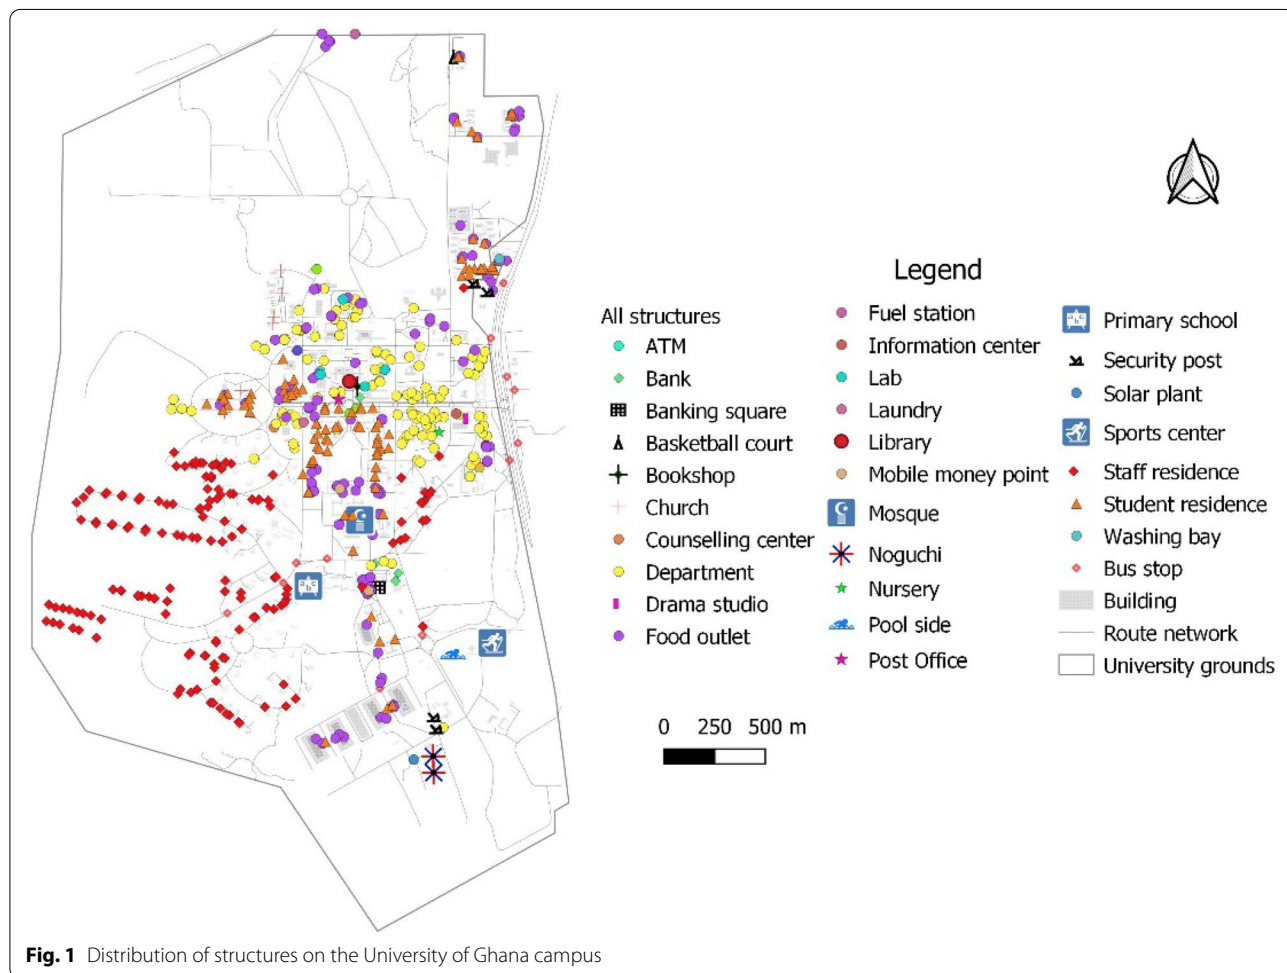 Legend
All structures
ATM
Bank
Banking square
Basketball court
Bookshop
Church
Counselling center
Department
Drama studio
Food outlet
Fuel station
Information center
Lab
Laundry
Library
Mobile money point
Mosque
Noguchi
Nursery
Pool side
Post Office
Primary school
Security post
Solar plant
Sports center
Staff residence
Student residence
Washing bay
Bus stop
Building
Route network
University grounds
0 250 500 m
Fig. 1 Distribution of structures on the University of Ghana campus